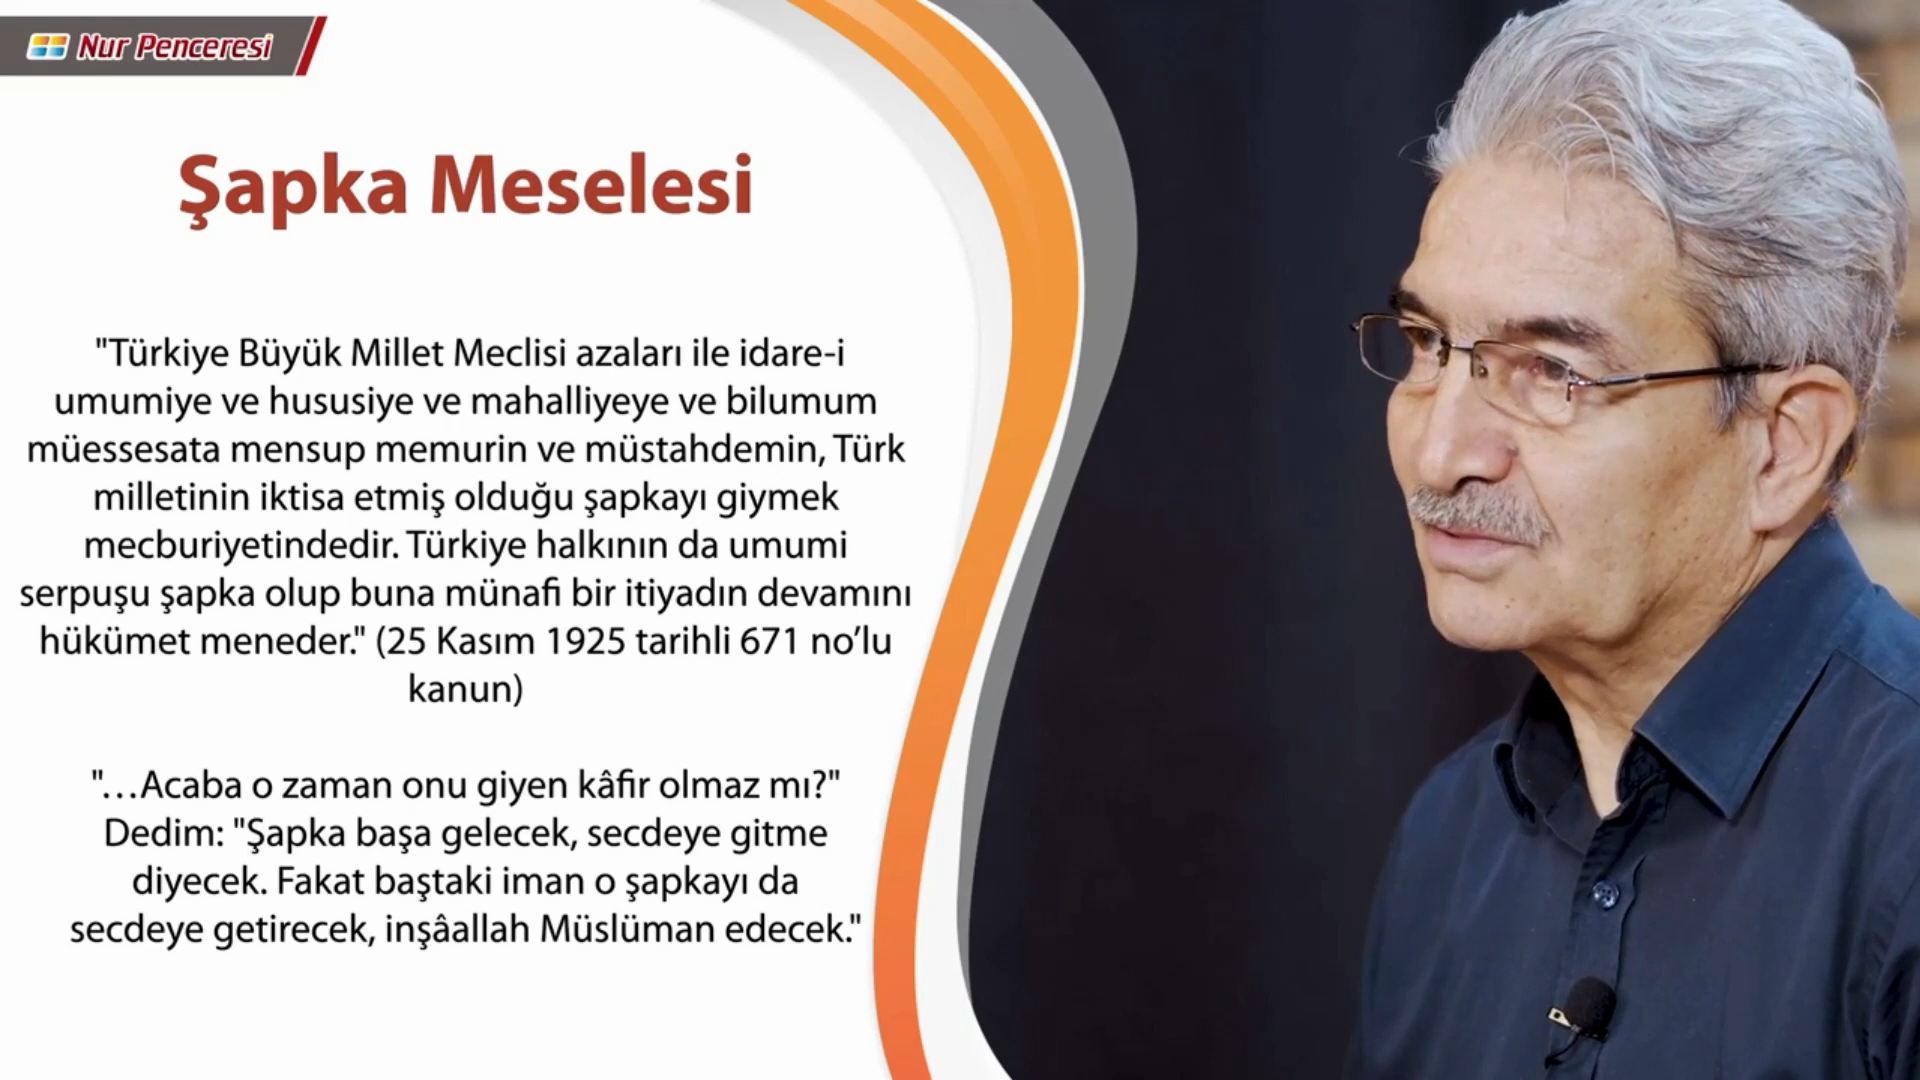 Nur Penceresi
Şapka Meselesi
"Türkiye Büyük Millet Meclisi azaları ile idare-i
umumiye ve hususiye ve mahalliyeye ve bilumum
müessesata mensup memurin ve müstahdemin, Türk
milletinin iktisa etmiş olduğu şapkayı giymek
mecburiyetindedir. Türkiye halkının da umumi
serpuşu şapka olup buna münafi bir itiyadın devamını
hükümet meneder." (25 Kasım 1925 tarihli 671 no’lu
kanun)
"…Acaba o zaman onu giyen kâfir olmaz mı?"
Dedim: "Şapka başa gelecek, secdeye gitme
diyecek. Fakat baştaki iman o şapkayı da
secdeye getirecek, inşâallah Müslüman edecek."